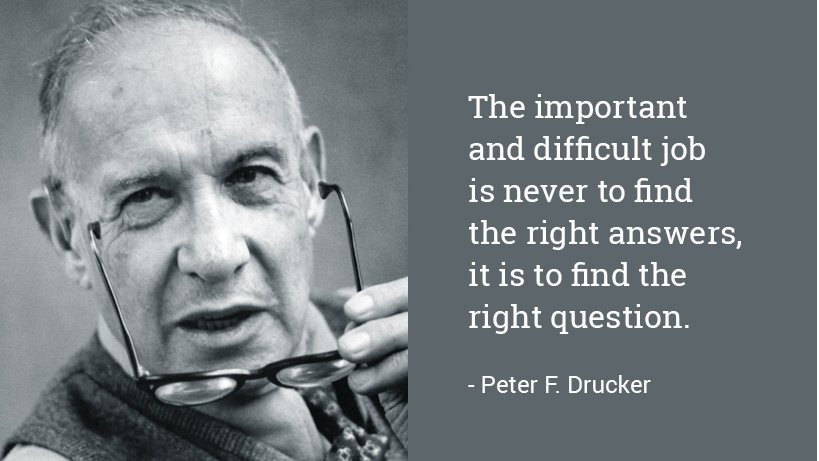 The important
and difficult job
is never to find
the right answers,
it is to find the
right question.
- Peter F. Drucker